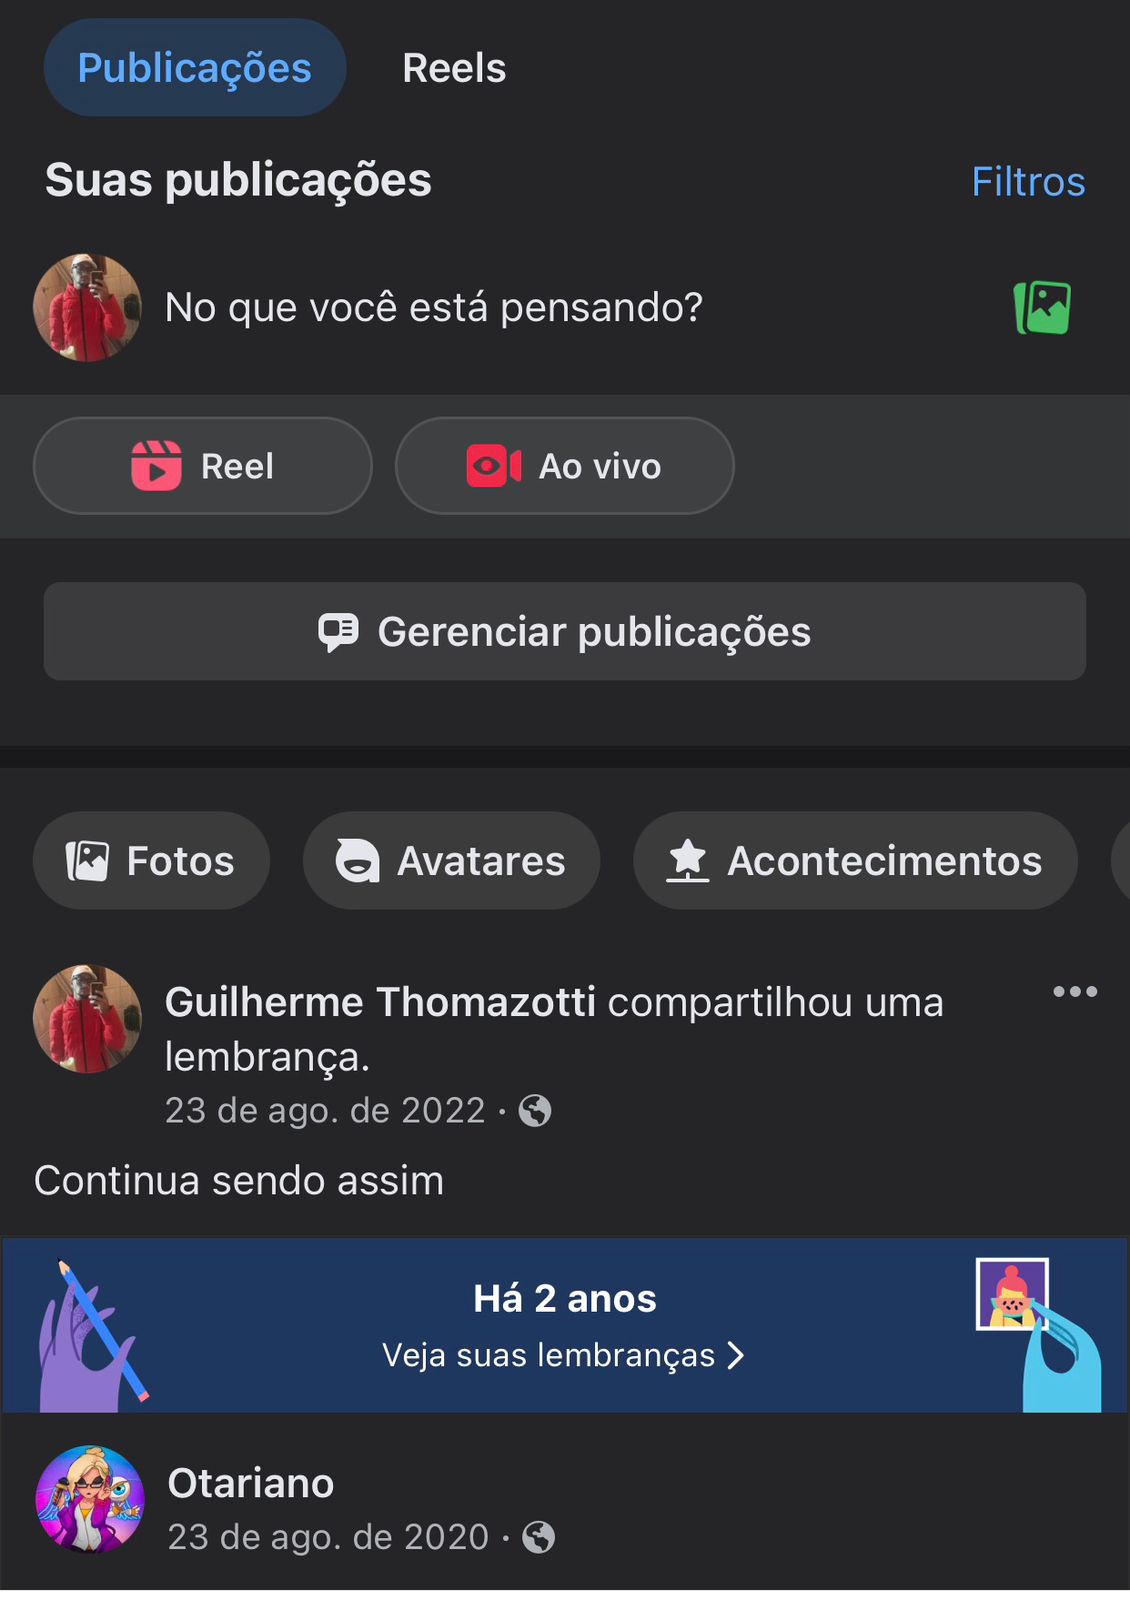 Publicações Reels
Suas publicações Filtros
No que você está pensando?
Reel Ao vivo
Gerenciar publicações
Fotos Avatares Acontecimentos
Guilherme Thomazotti compartilhou uma
lembrança.
23 de ago. de 2022 ·
Continua sendo assim
Há 2 anos
Veja suas lembranças
Otariano
23 de ago. de 2020 ·